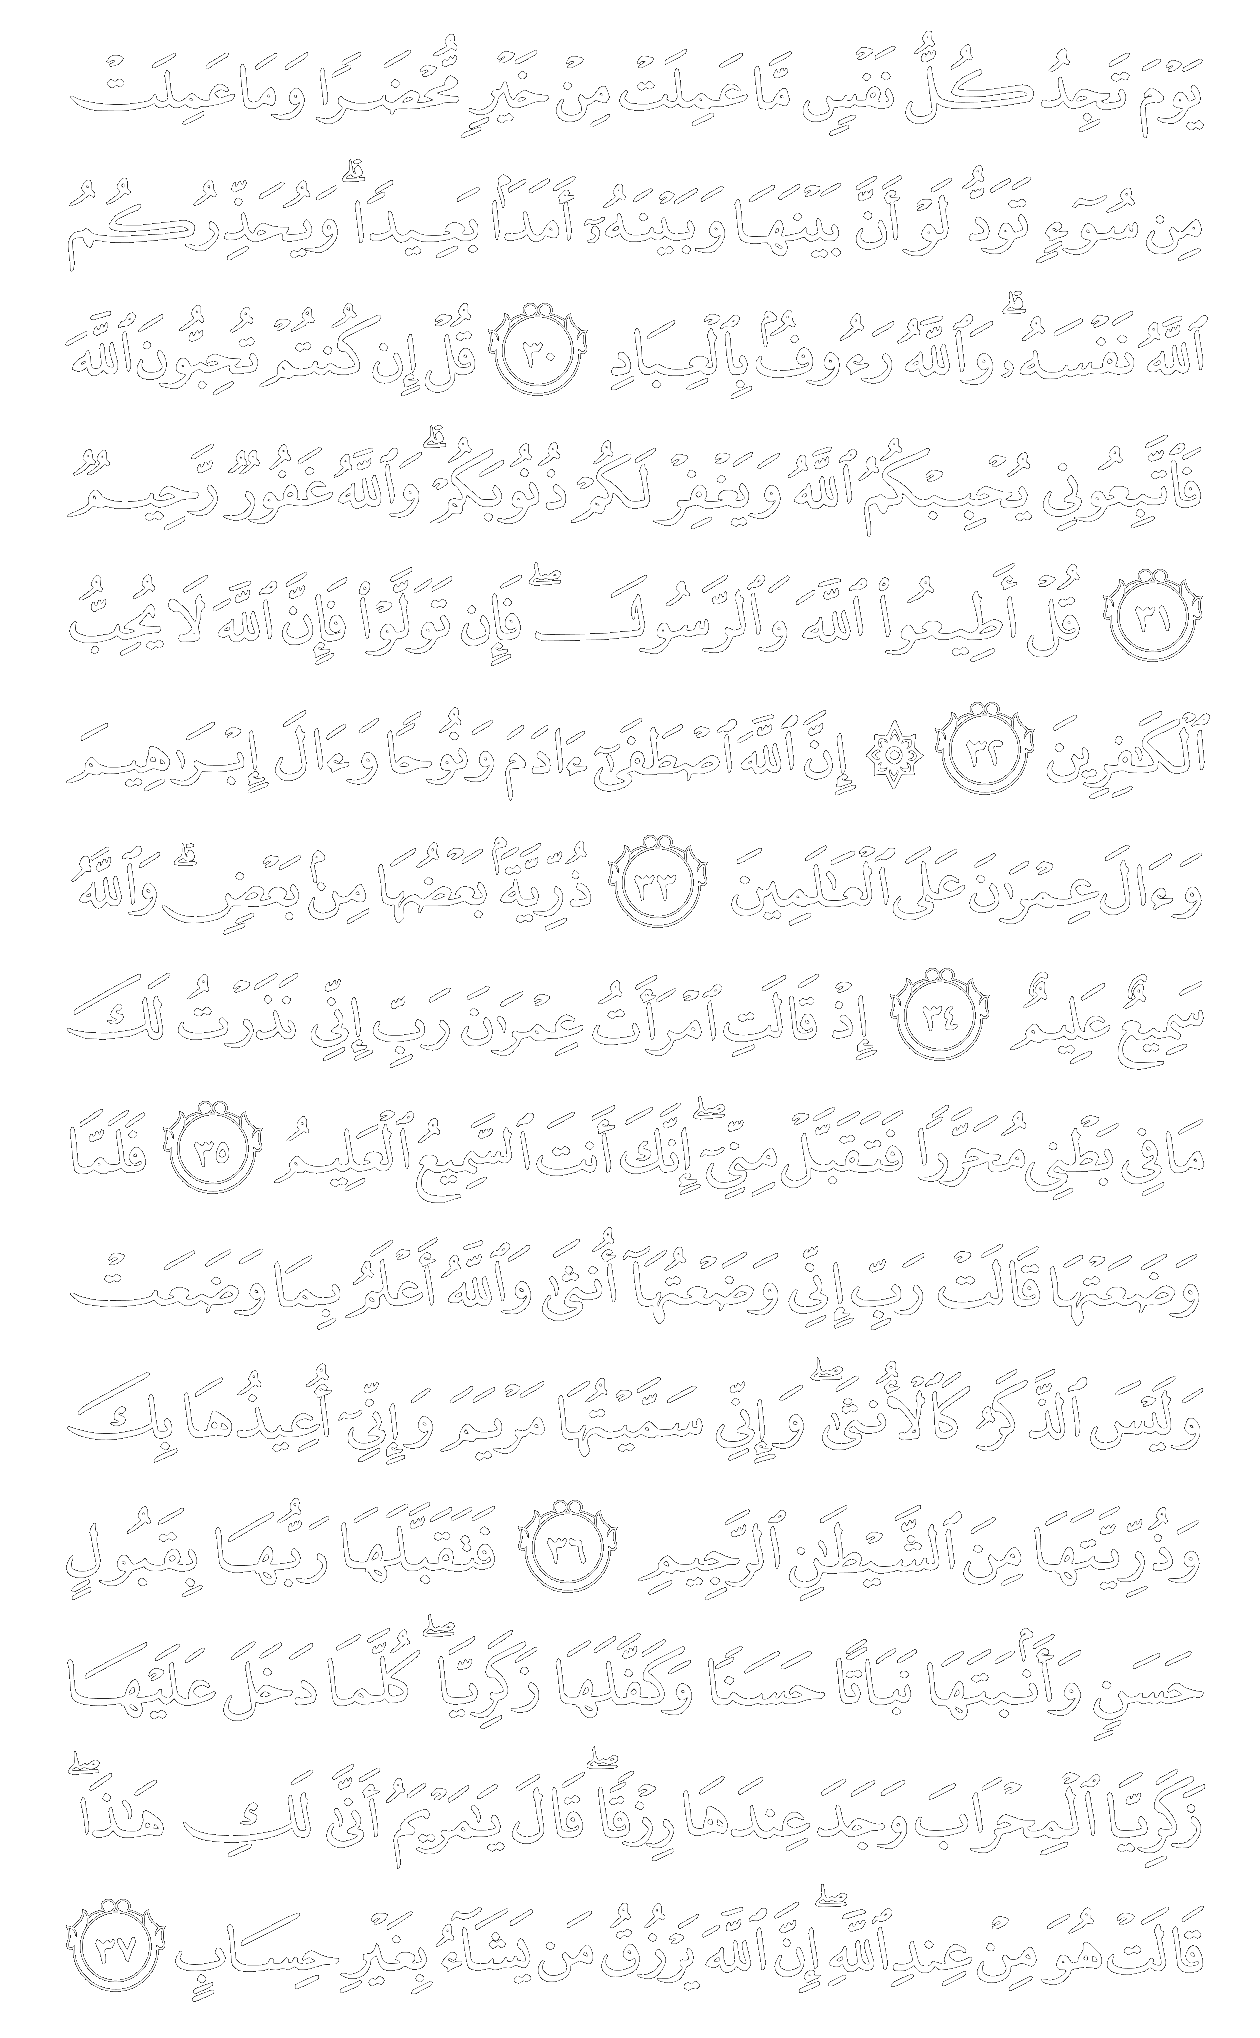 يَوْمَ تَجِدُ كُلُّ نَفْسٍ مَّا عَمِلَتْ مِنْ خَيْرٍ مُّحْضَرًا وَمَا عَمِلَتْ
مِن سُوٓءٍ تَوَدُّ لَوْ أَنَّ بَيْنَهَا وَبَيْنَهُۥٓ أَمَدًۢا بَعِيدًا ۗ وَيُحَذِّرُكُمُ
ٱللَّهُ نَفْسَهُۥ ۗ وَٱللَّهُ رَءُوفٌۢ بِٱلْعِبَادِ ٣٠ قُلْ إِن كُنتُمْ تُحِبُّونَ ٱللَّهَ
فَٱتَّبِعُونِى يُحْبِبْكُمُ ٱللَّهُ وَيَغْفِرْ لَكُمْ ذُنُوبَكُمْ ۗ وَٱللَّهُ غَفُورٌ رَّحِيمٌ
٣١ قُلْ أَطِيعُوا۟ ٱللَّهَ وَٱلرَّسُولَ ۖ فَإِن تَوَلَّوْا۟ فَإِنَّ ٱللَّهَ لَا يُحِبُّ
ٱلْكَـٰفِرِينَ ٣٢ ۞ إِنَّ ٱللَّهَ ٱصْطَفَىٰٓ ءَادَمَ وَنُوحًا وَءَالَ إِبْرَٰهِيمَ
وَءَالَ عِمْرَٰنَ عَلَى ٱلْعَـٰلَمِينَ ٣٣ ذُرِّيَّةًۢ بَعْضُهَا مِنۢ بَعْضٍ ۗ وَٱللَّهُ
سَمِيعٌ عَلِيمٌ ٣٤ إِذْ قَالَتِ ٱمْرَأَتُ عِمْرَٰنَ رَبِّ إِنِّى نَذَرْتُ لَكَ
مَا فِى بَطْنِى مُحَرَّرًا فَتَقَبَّلْ مِنِّىٓ ۖ إِنَّكَ أَنتَ ٱلسَّمِيعُ ٱلْعَلِيمُ ٣٥ فَلَمَّا
وَضَعَتْهَا قَالَتْ رَبِّ إِنِّى وَضَعْتُهَآ أُنثَىٰ وَٱللَّهُ أَعْلَمُ بِمَا وَضَعَتْ
وَلَيْسَ ٱلذَّكَرُ كَٱلْأُنثَىٰ ۖ وَإِنِّى سَمَّيْتُهَا مَرْيَمَ وَإِنِّىٓ أُعِيذُهَا بِكَ
وَذُرِّيَّتَهَا مِنَ ٱلشَّيْطَـٰنِ ٱلرَّجِيمِ ٣٦ فَتَقَبَّلَهَا رَبُّهَا بِقَبُولٍ
حَسَنٍ وَأَنۢبَتَهَا نَبَاتًا حَسَنًا وَكَفَّلَهَا زَكَرِيَّا ۖ كُلَّمَا دَخَلَ عَلَيْهَا
زَكَرِيَّا ٱلْمِحْرَابَ وَجَدَ عِندَهَا رِزْقًا ۖ قَالَ يَـٰمَرْيَمُ أَنَّىٰ لَكِ هَـٰذَا ۖ
قَالَتْ هُوَ مِنْ عِندِ ٱللَّهِ ۖ إِنَّ ٱللَّهَ يَرْزُقُ مَن يَشَآءُ بِغَيْرِ حِسَابٍ ٣٧